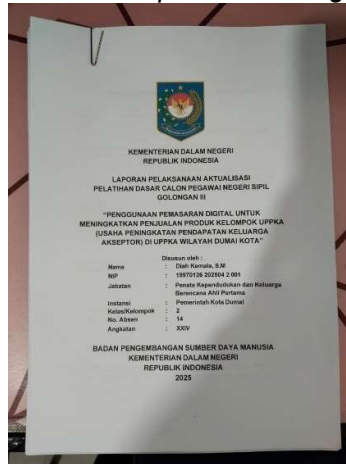 KEMENTERIAN DALAM NEGERI
REPUBLIK INDONESIA
LAPORAN PELAKSANAAN AKTUALISASI
PELATIHAN DASAR CALON PEGAWAI NEGERI SIPIL
GOLONGAN III
"PENGGUNAAN PEMASARAN DIGITAL UNTUK
MENINGKATKAN PENJUALAN PRODUK KELOMPOK UPPKA
(USAHA PENINGKATAN PENDAPATAN KELUARGA
AKSEPTOR) DI UPPKA WILAYAH DUMAI KOTA"
Disusun oleh :
Nama : Diah Kemala, S.M
NIP : 19970126 202504 2 001
Jabatan : Penata Kependudukan dan Keluarga
Berencana Ahli Pertama
Instansi : Pemerintah Kota Dumai
Kelas/Kelompok : 2
No. Absen : 14
Angkatan : XXIV
BADAN PENGEMBANGAN SUMBER DAYA MANUSIA
KEMENTERIAN DALAM NEGERI
REPUBLIK INDONESIA
2025